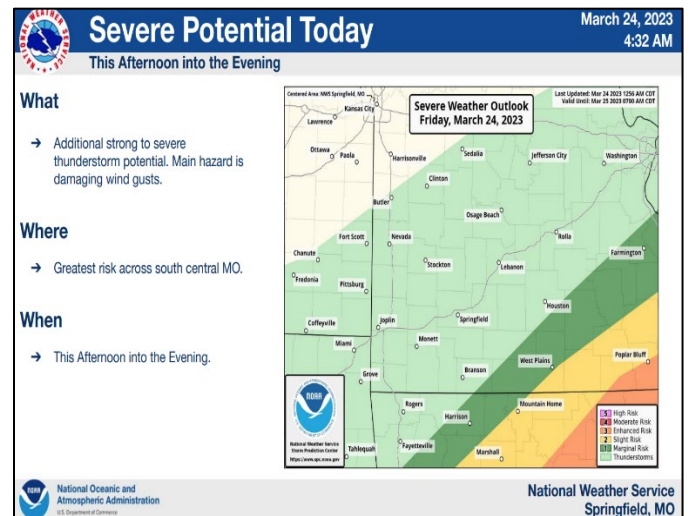 Severe Potential Today
March 24, 2023
4:32 AM
This Afternoon into the Evening
What
→ Additional strong to severe
thunderstorm potential. Main hazard is
damaging wind gusts.
Where
→ Greatest risk across south central MO.
When
→ This Afternoon into the Evening.
Centered Area: NWS Springfield, MO
Severe Weather Outlook
Friday, March 24, 2023
Last Updated: Mar 24 2023 1256 AM CDT
Valid Until: Mar 25 2023 0700 AM CDT
Kansas City
Lawrence
Ottawa
Paola
Harrisonville
Sedalia
Jefferson City
Washington
Clinton
Butler
Osage Beach
Fort Scott
Nevada
Rolla
Chanute
Stockton
Lebanon
Farmington
Fredonia
Pittsburg
Houston
Coffeyville
Joplin
Springfield
Miami
Monett
West Plains
Poplar Bluff
Grove
Branson
Rogers
Harrison
Mountain Home
Tahlequah
Fayetteville
Marshall
NOAA
National Weather Service
Storm Prediction Center
https://www.spc.noaa.gov
5 High Risk
4 Moderate Risk
3 Enhanced Risk
2 Slight Risk
1 Marginal Risk
Thunderstorms
NATIONAL WEATHER SERVICE
NOAA
National Oceanic and
Atmospheric Administration
U.S. Department of Commerce
National Weather Service
Springfield, MO